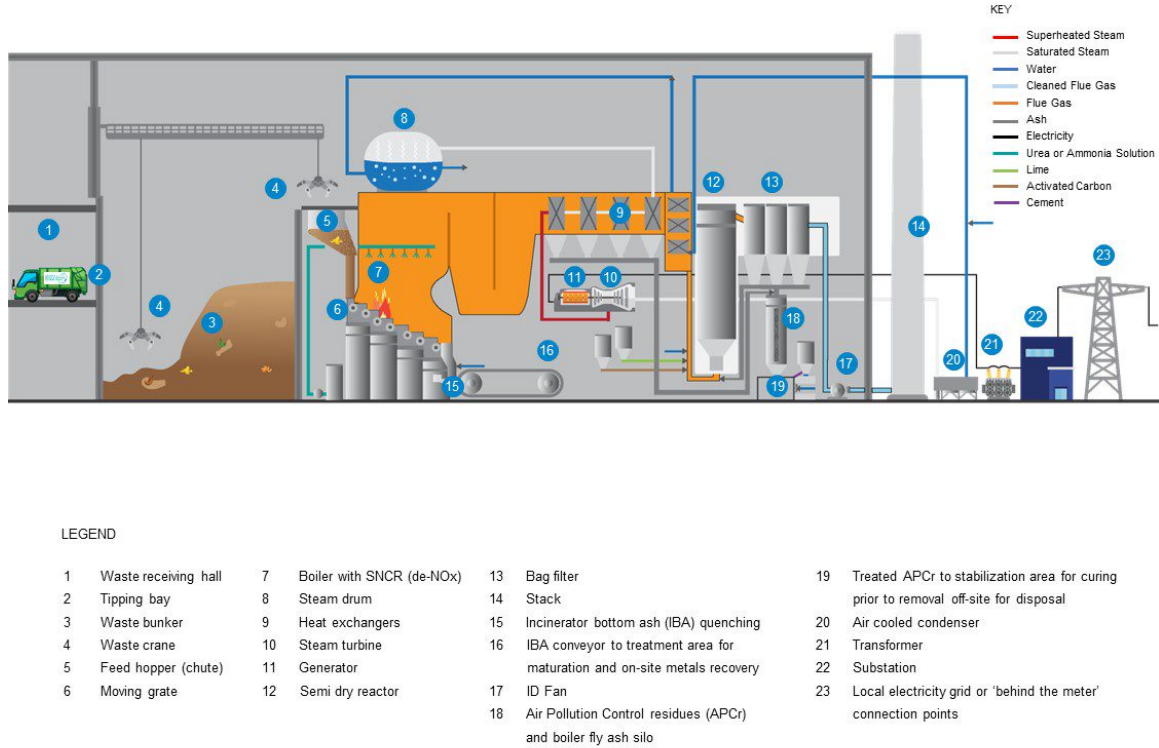 KEY
Superheated Steam
Saturated Steam
Water
Cleaned Flue Gas
Flue Gas
Ash
Electricity
Urea or Ammonia Solution
Lime
Activated Carbon
Cement
8
12
13
4
5
9
1
14
2
7
11
10
23
6
4
3
18
22
16
21
15
19
17
20
LEGEND
1 Waste receiving hall
2 Tipping bay
3 Waste bunker
4 Waste crane
5 Feed hopper (chute)
6 Moving grate
7 Boiler with SNCR (de-NOx)
8 Steam drum
9 Heat exchangers
10 Steam turbine
11 Generator
12 Semi dry reactor
13 Bag filter
14 Stack
15 Incinerator bottom ash (IBA) quenching
16 IBA conveyor to treatment area for
maturation and on-site metals recovery
17 ID Fan
18 Air Pollution Control residues (APCr)
and boiler fly ash silo
19 Treated APCr to stabilization area for curing
prior to removal off-site for disposal
20 Air cooled condenser
21 Transformer
22 Substation
23 Local electricity grid or ‘behind the meter’
connection points